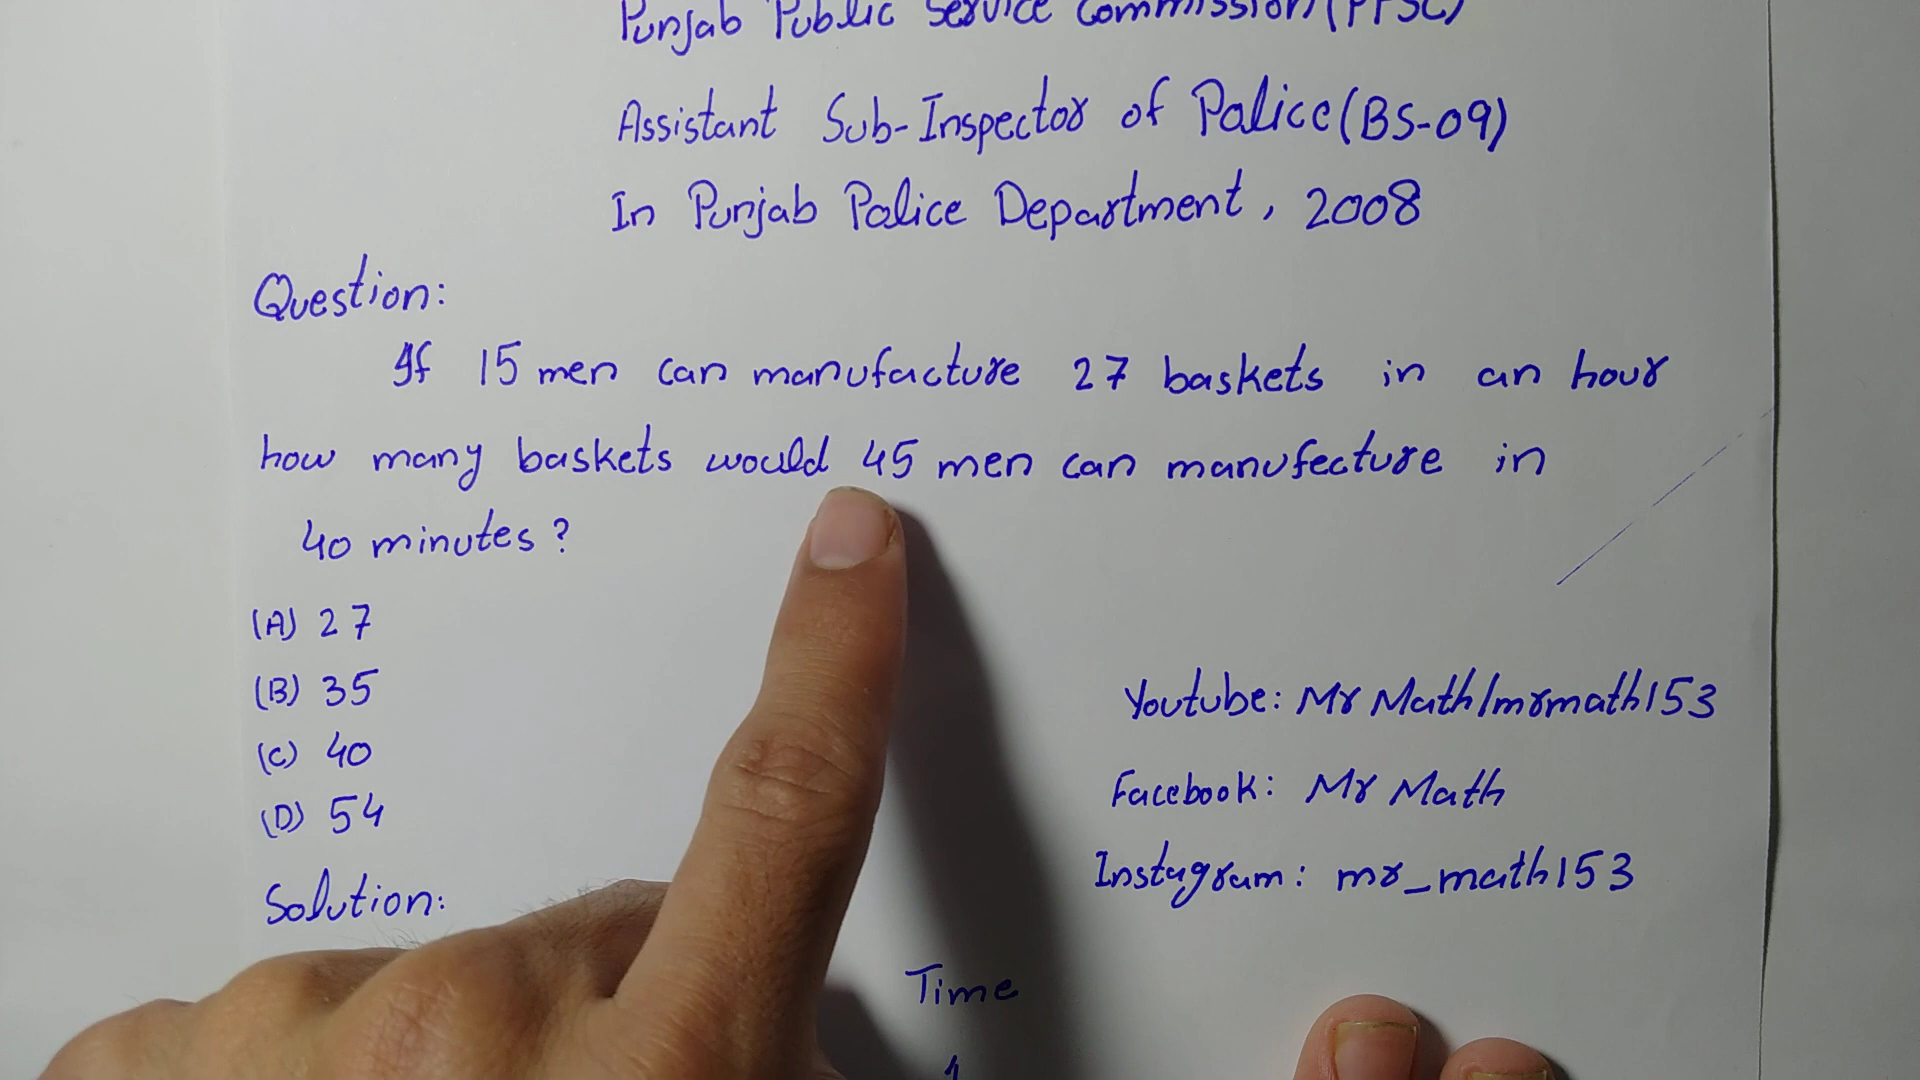 Punjab Public Service Commission (PPSC)
Assistant Sub-Inspector of Police (BS-09)
In Punjab Police Department, 2008
Question:
If 15 men can manufacture 27 baskets in an hour
how many baskets would 45 men can manufecture in
40 minutes?
(A) 27
(B) 35
(C) 40
(D) 54
Youtube: Mr Math/mrmath153
Facebook: Mr Math
Instagram: mr_math153
Solution:
Time